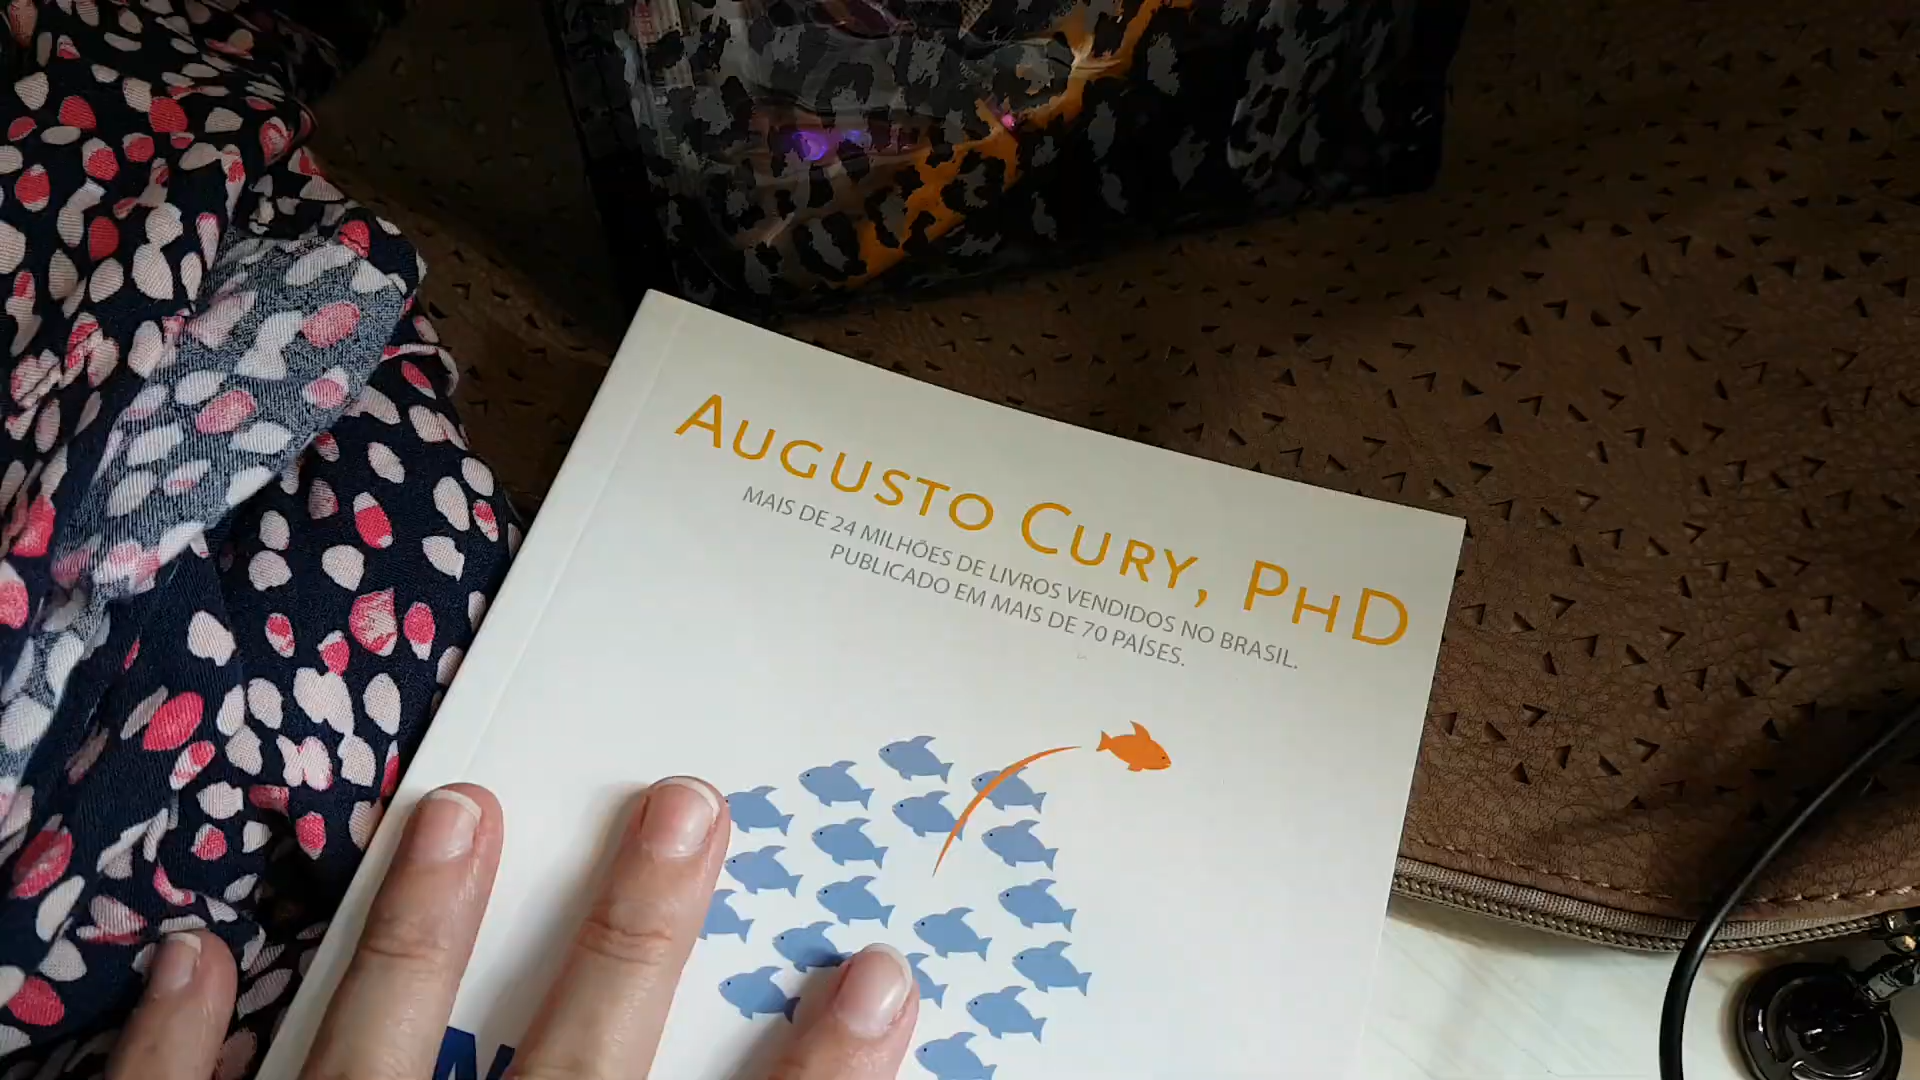 AUGUSTO CURY, PHD
MAIS DE 24 MILHÕES DE LIVROS VENDIDOS NO BRASIL.
PUBLICADO EM MAIS DE 70 PAÍSES.